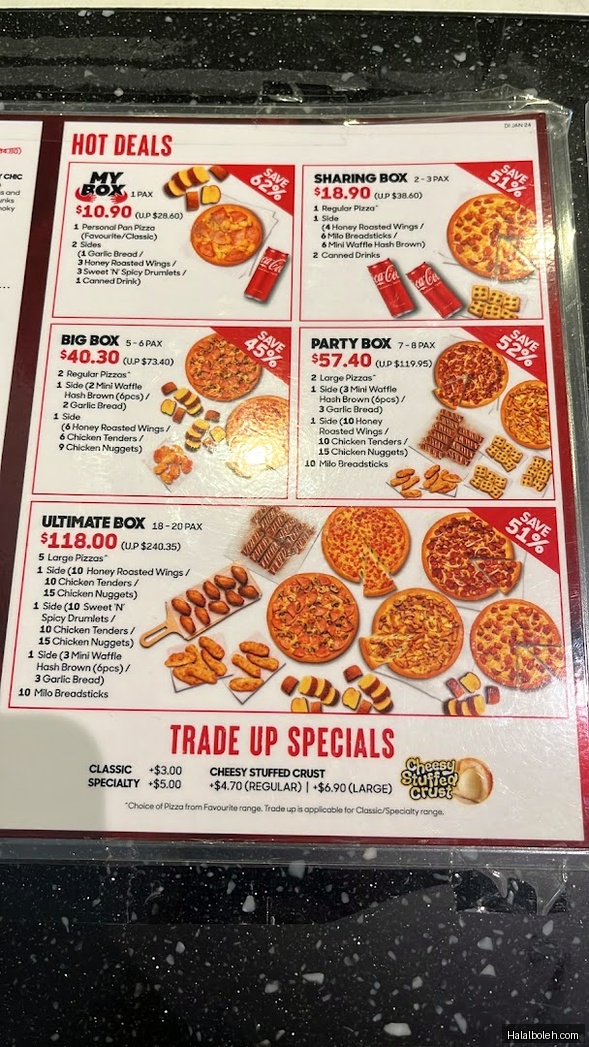 34.80)
Y CHIC
s and
unks
noky
DI JAN 24
HOT DEALS
MY
BOX 1 PAX
$10.90 (U.P $28.60)
1 Personal Pan Pizza
(Favourite/Classic)
2 Sides
(1 Garlic Bread /
3 Honey Roasted Wings /
3 Sweet 'N' Spicy Drumlets /
1 Canned Drink)
SAVE
62%
Coca-Cola
SHARING BOX 2 - 3 PAX
$18.90 (U.P $38.60)
1 Regular Pizza^
1 Side
(4 Honey Roasted Wings /
6 Milo Breadsticks /
6 Mini Waffle Hash Brown)
2 Canned Drinks
SAVE
51%
Coca-Cola
Coca-Cola
BIG BOX 5 - 6 PAX
$40.30 (U.P $73.40)
2 Regular Pizzas^
1 Side (2 Mini Waffle
Hash Brown (6pcs) /
2 Garlic Bread)
1 Side
(6 Honey Roasted Wings /
6 Chicken Tenders /
9 Chicken Nuggets)
SAVE
45%
PARTY BOX 7 - 8 PAX
$57.40 (U.P $119.95)
2 Large Pizzas^
1 Side (3 Mini Waffle
Hash Brown (6pcs) /
3 Garlic Bread)
1 Side (10 Honey
Roasted Wings /
10 Chicken Tenders /
15 Chicken Nuggets)
10 Milo Breadsticks
SAVE
52%
ULTIMATE BOX 18 - 20 PAX
$118.00 (U.P $240.35)
5 Large Pizzas^
1 Side (10 Honey Roasted Wings /
10 Chicken Tenders /
15 Chicken Nuggets)
1 Side (10 Sweet 'N'
Spicy Drumlets /
10 Chicken Tenders /
15 Chicken Nuggets)
1 Side (3 Mini Waffle
Hash Brown (6pcs) /
3 Garlic Bread)
10 Milo Breadsticks
SAVE
51%
TRADE UP SPECIALS
CLASSIC +$3.00
SPECIALTY +$5.00
CHEESY STUFFED CRUST
+$4.70 (REGULAR) | +$6.90 (LARGE)
Cheesy
Stuffed
Crust
^Choice of Pizza from Favourite range. Trade up is applicable for Classic/Specialty range.
Halalboleh.com